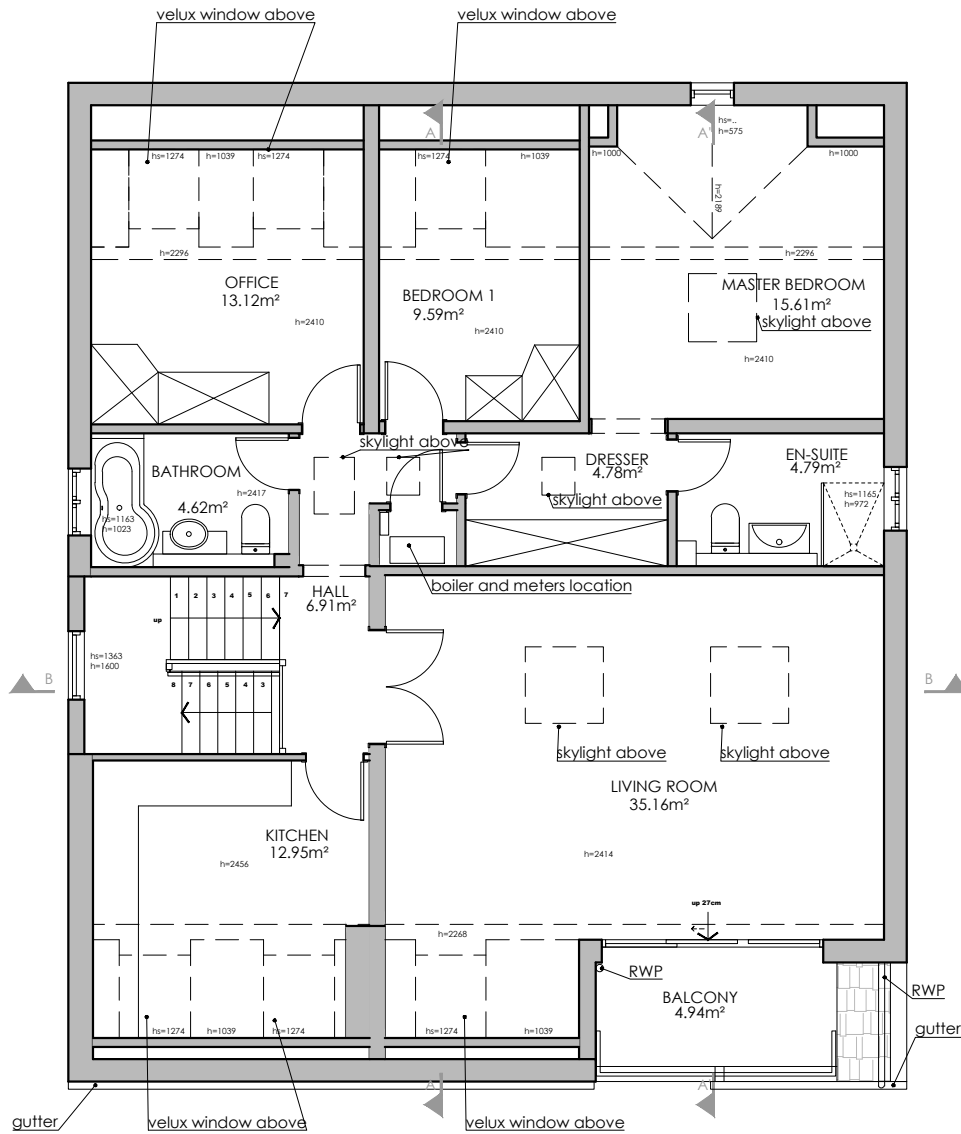 velux window above
velux window above
A
A'
hs=..
h=575
hs=1274
h=1039
hs=1274
hs=1274
h=1039
h=1000
h=1000
h=2189
h=2296
h=2296
OFFICE
13.12m²
BEDROOM 1
9.59m²
MASTER BEDROOM
15.61m²
skylight above
h=2410
h=2410
h=2410
skylight above
BATHROOM
4.62m²
h=2417
hs=1163
h=1023
DRESSER
4.78m²
skylight above
EN-SUITE
4.79m²
hs=1165
h=972
boiler and meters location
HALL
6.91m²
1 2 3 4 5 6 7
up
hs=1363
h=1600
8 7 6 5 4 3
B
B
skylight above
skylight above
LIVING ROOM
35.16m²
KITCHEN
12.95m²
h=2456
h=2414
up 27cm
h=2268
RWP
BALCONY
4.94m²
RWP
hs=1274
h=1039
hs=1274
hs=1274
h=1039
gutter
A
A'
gutter
velux window above
velux window above